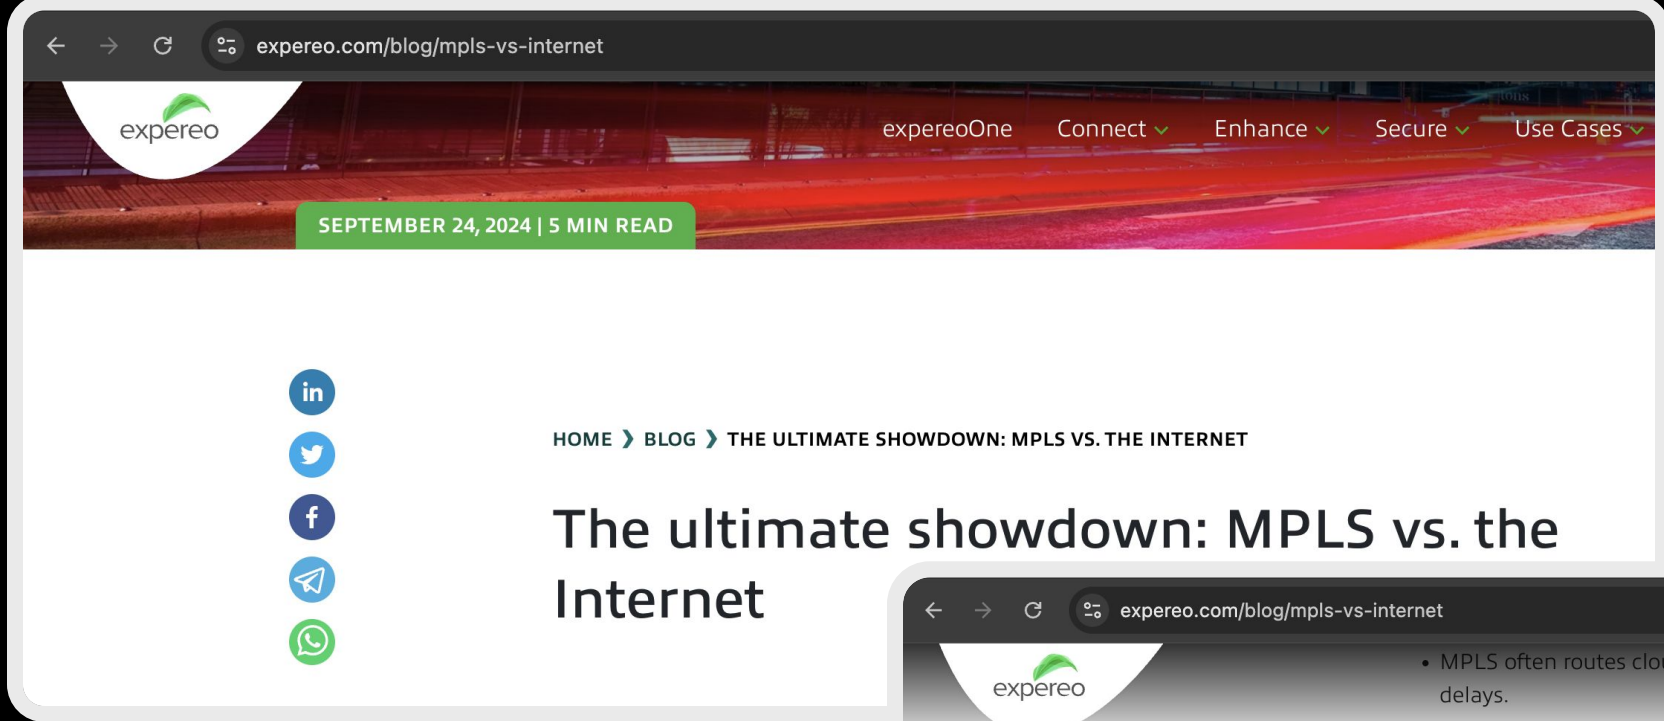 expereo.com/blog/mpls-vs-internet
expereo
expereoOne Connect Enhance Secure Use Cases
SEPTEMBER 24, 2024 | 5 MIN READ
in
f
HOME ❯ BLOG ❯ THE ULTIMATE SHOWDOWN: MPLS VS. THE INTERNET
The ultimate showdown: MPLS vs. the
Internet
expereo.com/blog/mpls-vs-internet
expereo
• MPLS often routes clou
delays.